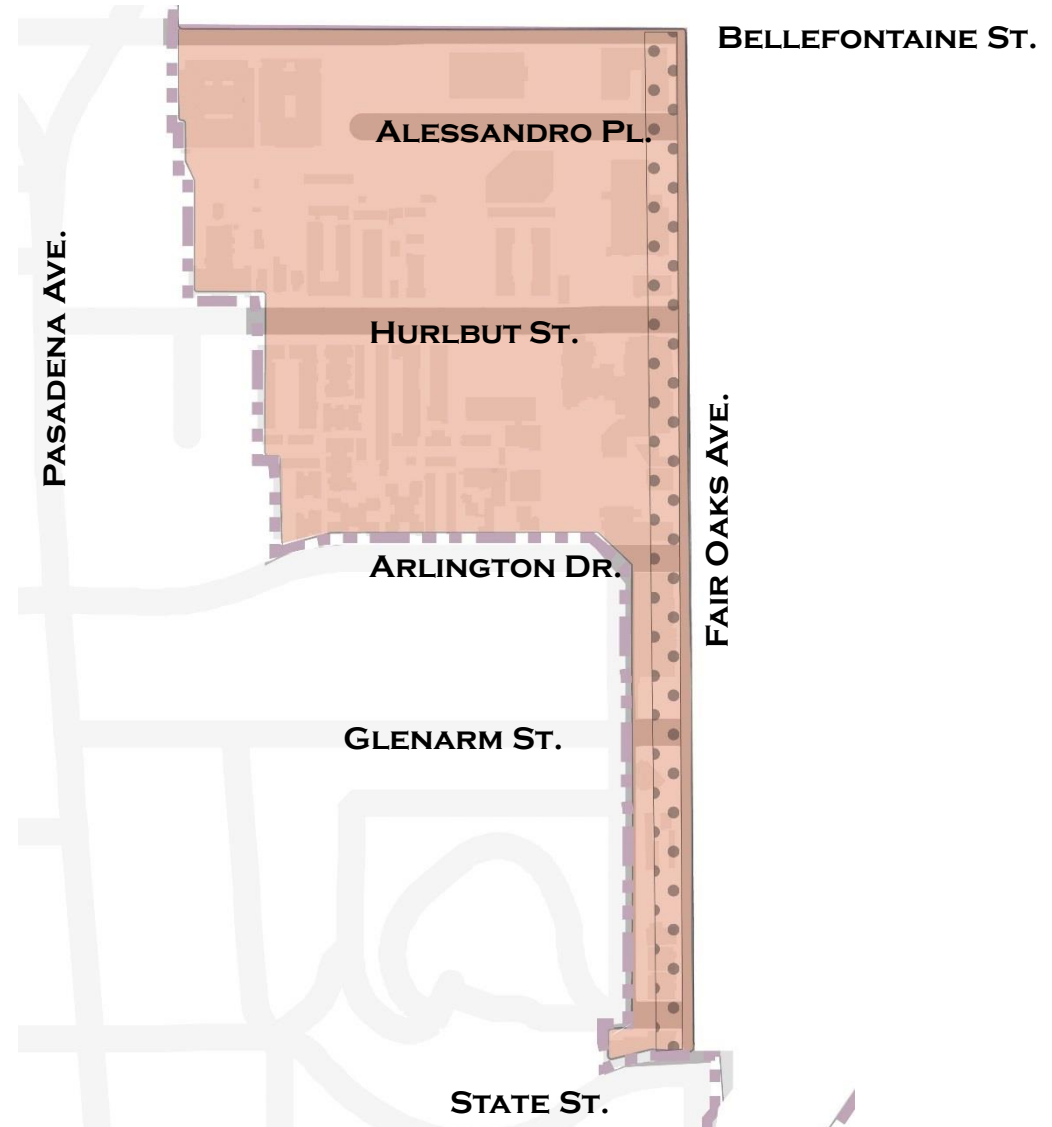 BELLEFONTAINE ST.
ALESSANDRO PL.
PASADENA AVE.
HURLBUT ST.
FAIR OAKS AVE.
ARLINGTON DR.
GLENARM ST.
STATE ST.